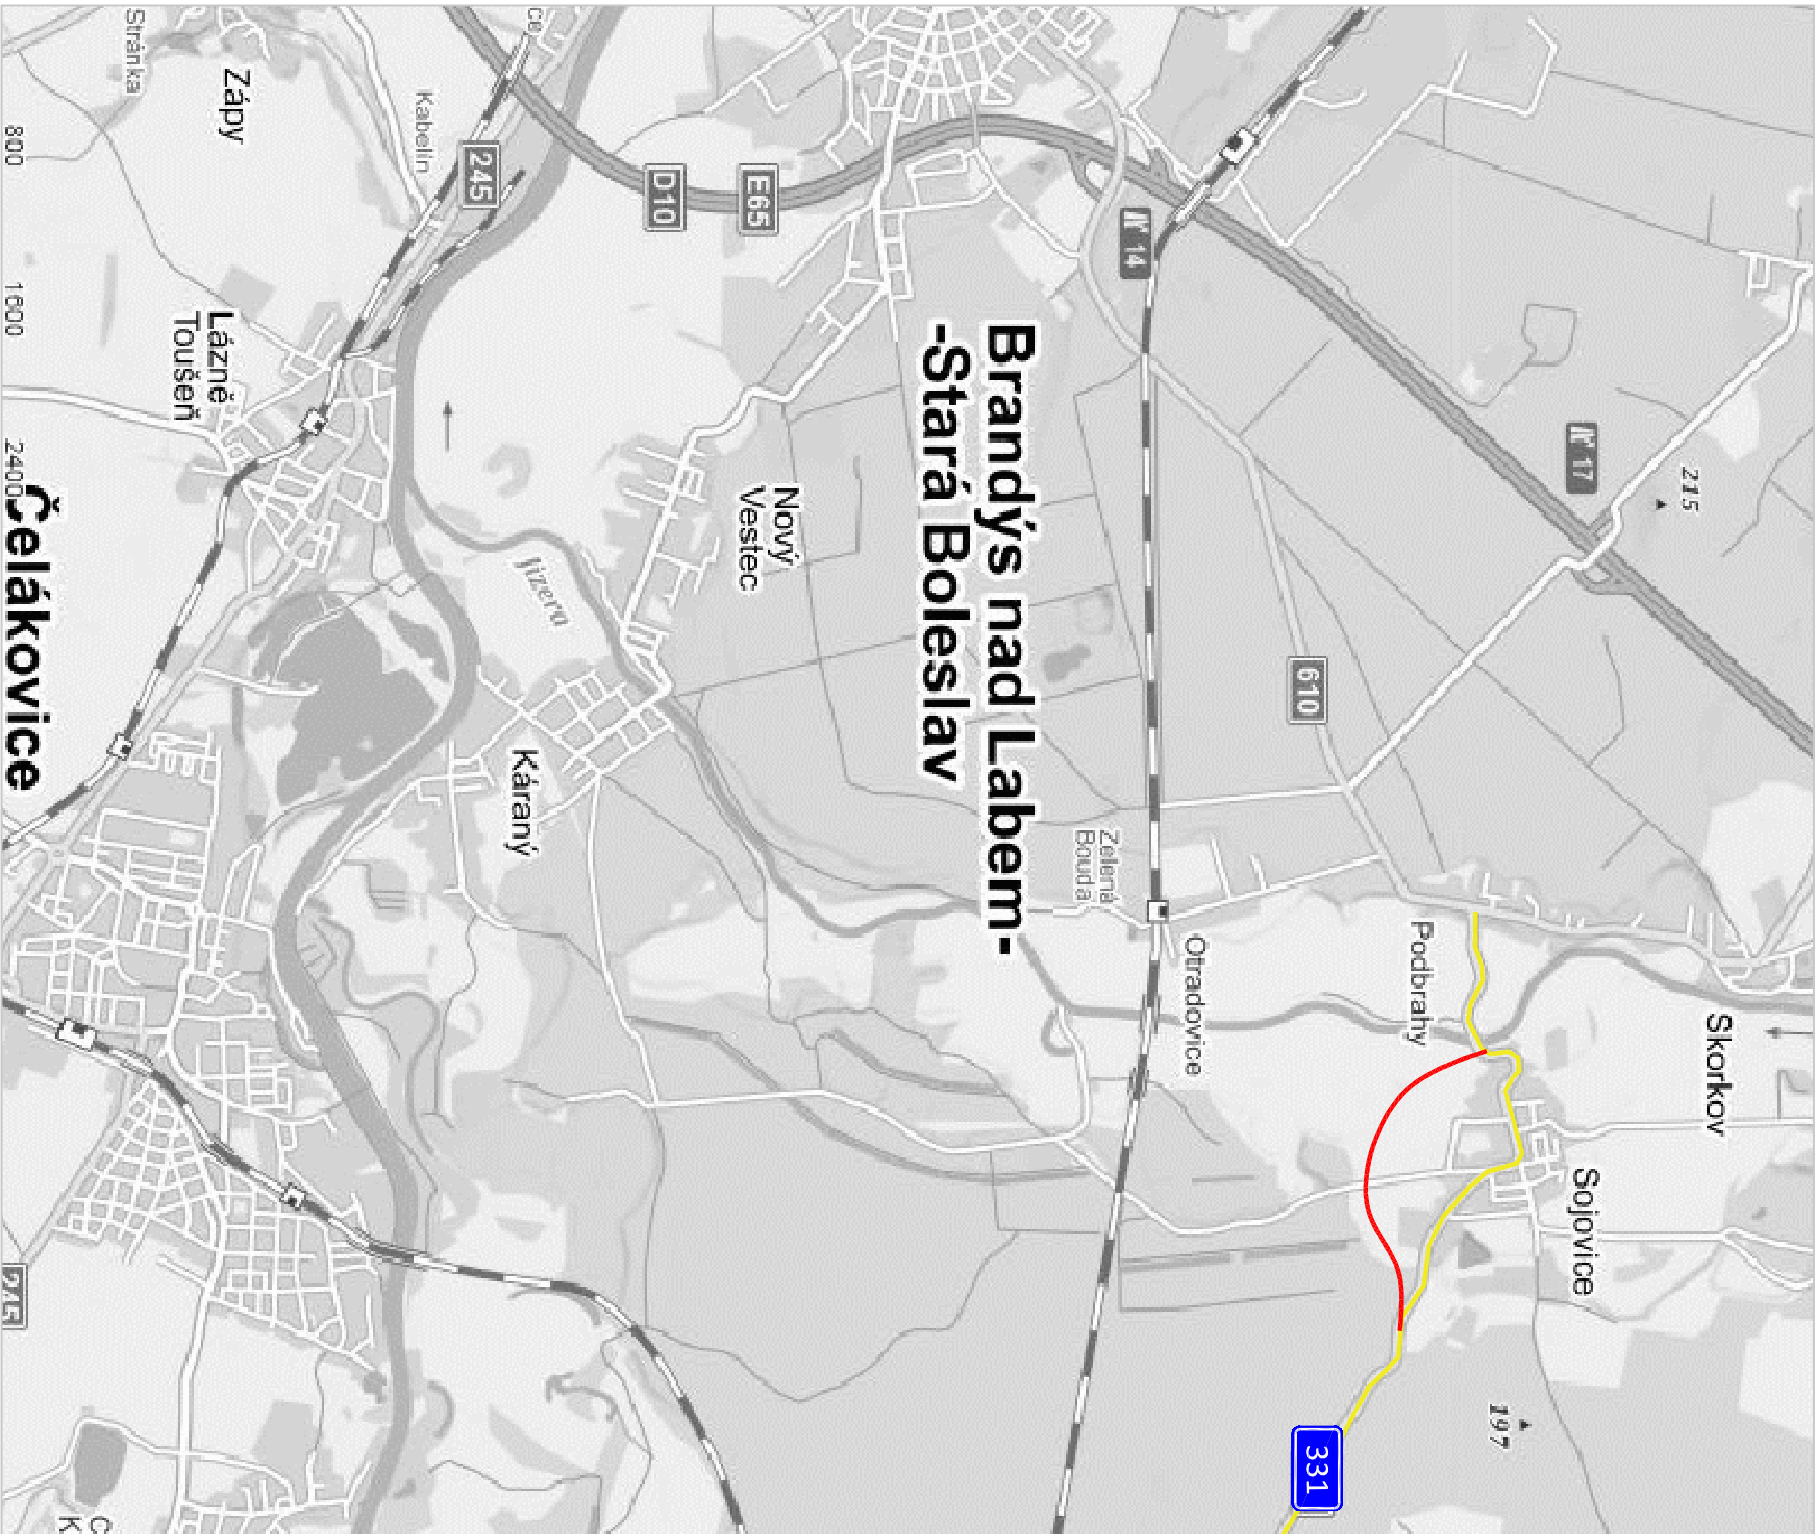 Skorkov
Sojovice
215
17
197
Podbrahy
331
610
Otradovice
14
Zelená
Bouda
Brandýs nad Labem-
-Stará Boleslav
Nový
Vestec
E65
D10
Jizera
Káraný
245
Kabelín
Zápy
Stránka
Lázně
Toušeň
Čelákovice
800
1600
2400